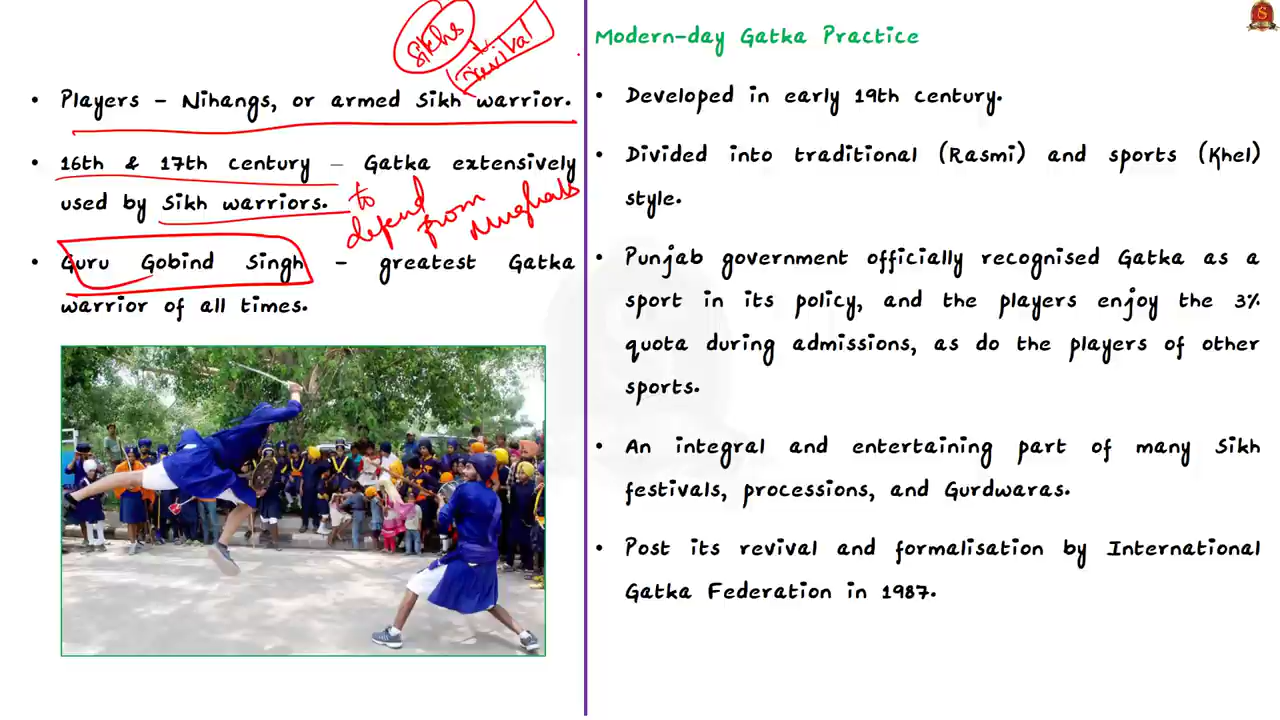 Sikhs
revival
• Players - Nihangs, or armed Sikh warrior.
• 16th & 17th century – Gatka extensively
used by Sikh warriors.
to
defend from Mughals
• Guru Gobind Singh - greatest Gatka
warrior of all times.
Modern-day Gatka Practice
• Developed in early 19th century.
• Divided into traditional (Rasmi) and sports (Khel)
style.
• Punjab government officially recognised Gatka as a
sport in its policy, and the players enjoy the 3%
quota during admissions, as do the players of other
sports.
• An integral and entertaining part of many Sikh
festivals, processions, and Gurdwaras.
• Post its revival and formalisation by International
Gatka Federation in 1987.